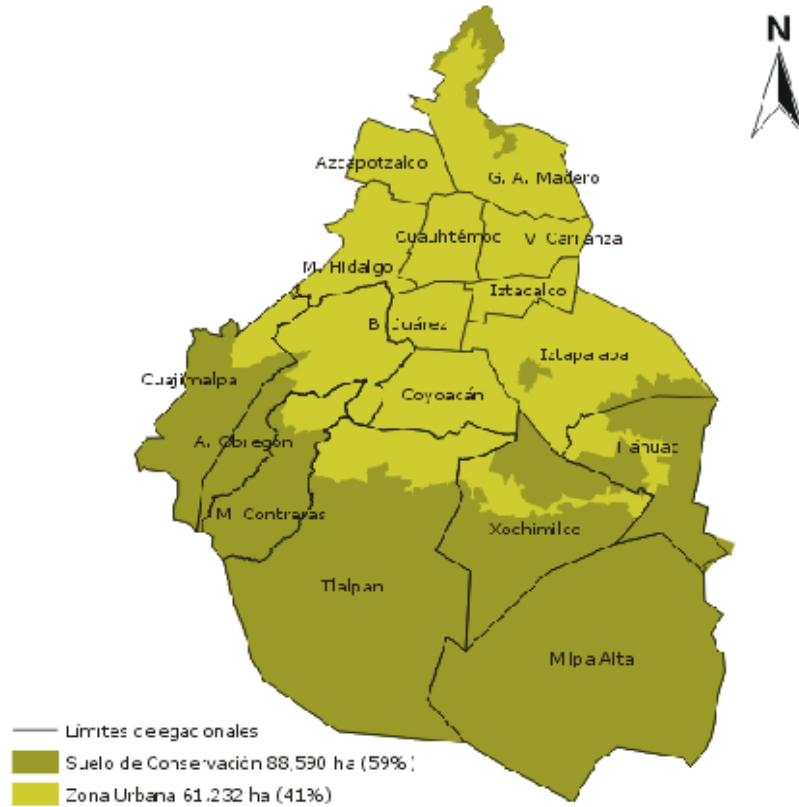 N
Azcapotzalco
G. A. Madero
Cuauhtémoc
V. Carranza
M. Hidalgo
Iztacalco
B. Juárez
Iztapalapa
Cuajimalpa
Coyoacán
A. Obregón
Tláhuac
M. Contreras
Xochimilco
Tlalpan
Milpa Alta
Límites delegacionales
Suelo de Conservación 88,590 ha (59%)
Zona Urbana 61,232 ha (41%)